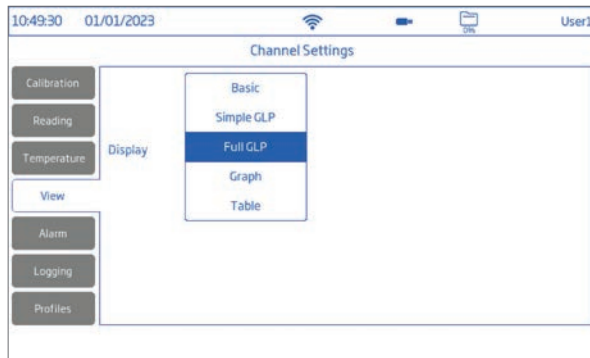 10:49:30 01/01/2023 0% User1
Channel Settings
Calibration
Reading
Temperature
View
Alarm
Logging
Profiles
Display
Basic
Simple GLP
Full GLP
Graph
Table